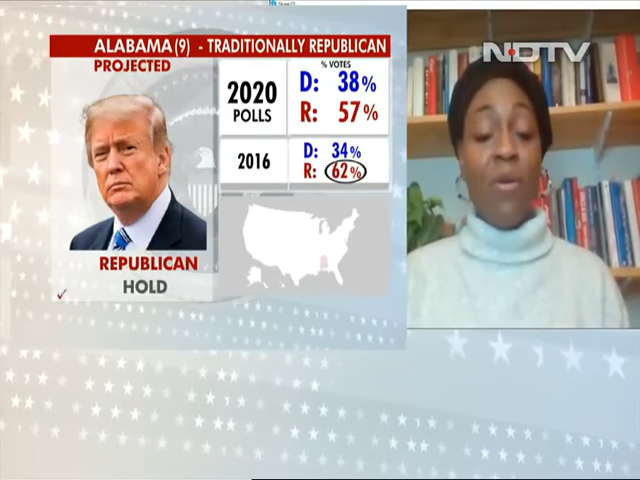 ALABAMA (9) - TRADITIONALLY REPUBLICAN
PROJECTED
REPUBLICAN
HOLD
% VOTES
2020
POLLS
D: 38%
R: 57%
2016
D: 34%
R: 62%
NDTV